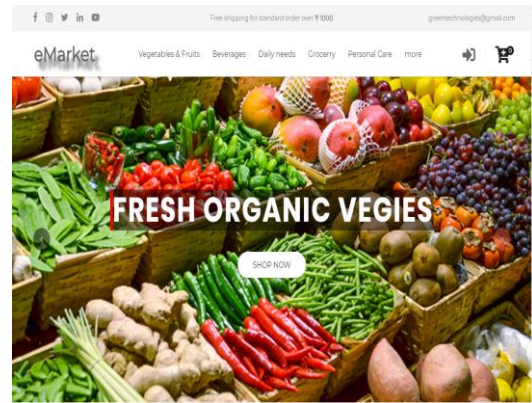 Free shipping for standard order over ₹1000
greentechnologies@gmail.com
eMarket
Vegetables & Fruits Beverages Daily needs Grocerry Personal Care more
0
FRESH ORGANIC VEGIES
SHOP NOW